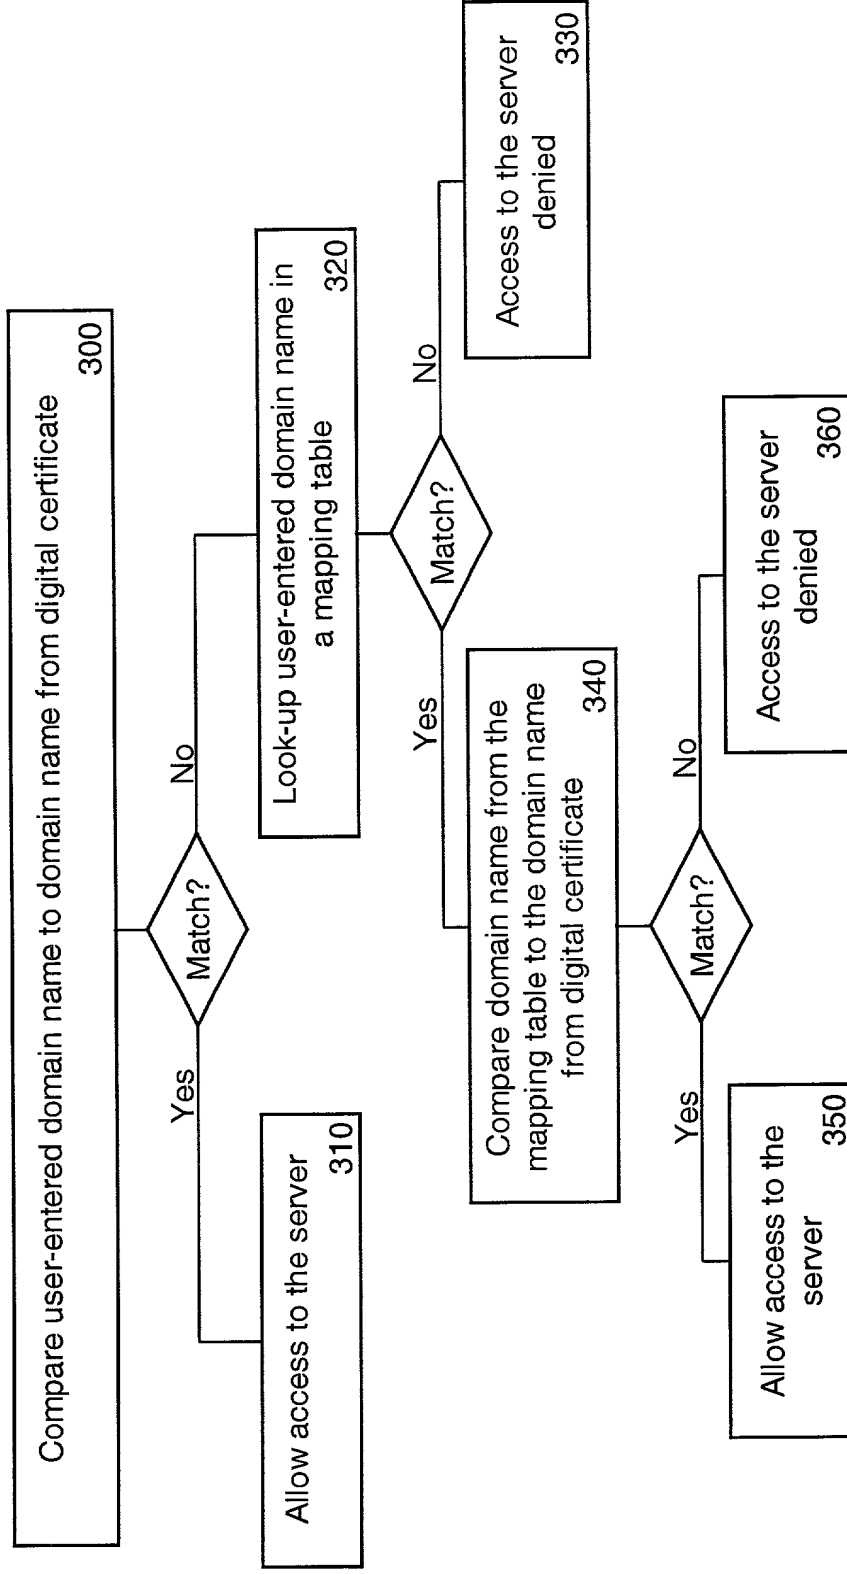 Compare user-entered domain name to domain name from digital certificate
300
Match?
Yes
No
Allow access to the server
310
Look-up user-entered domain name in
a mapping table
320
Match?
Yes
No
Compare domain name from the
mapping table to the domain name
from digital certificate
340
Access to the server
denied
330
Match?
Yes
No
Allow access to the
server
350
Access to the server
denied
360